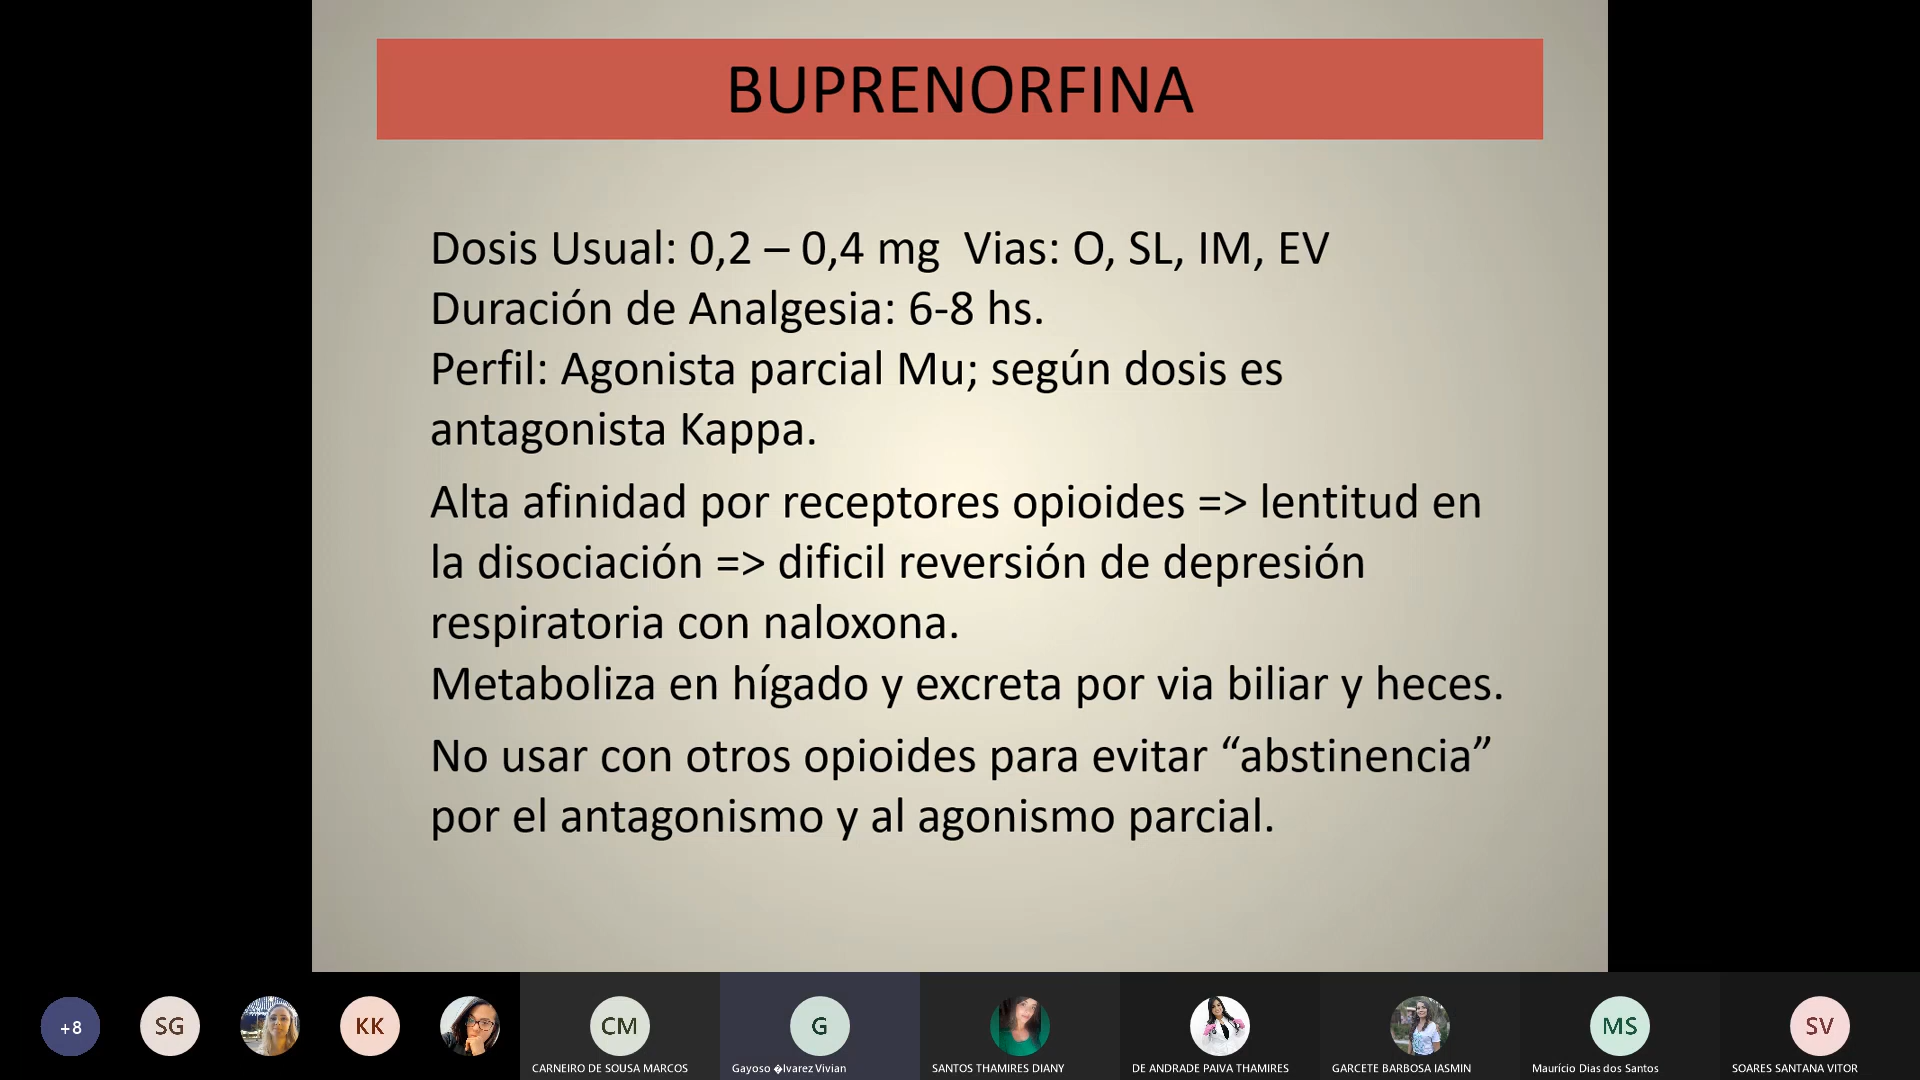 BUPRENORFINA
Dosis Usual: 0,2 – 0,4 mg  Vias: O, SL, IM, EV
Duración de Analgesia: 6-8 hs.
Perfil: Agonista parcial Mu; según dosis es
antagonista Kappa.
Alta afinidad por receptores opioides => lentitud en
la disociación => dificil reversión de depresión
respiratoria con naloxona.
Metaboliza en hígado y excreta por via biliar y heces.
No usar con otros opioides para evitar “abstinencia”
por el antagonismo y al agonismo parcial.
+8
SG
KK
CM
G
MS
SV
CARNEIRO DE SOUSA MARCOS
Gayoso �lvarez Vivian
SANTOS THAMIRES DIANY
DE ANDRADE PAIVA THAMIRES
GARCETE BARBOSA IASMIN
Maurício Dias dos Santos
SOARES SANTANA VITOR